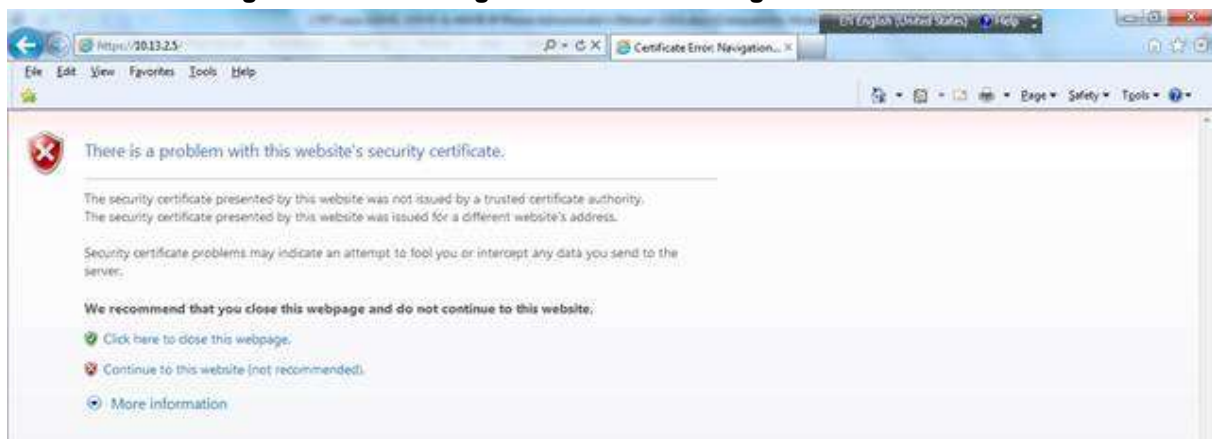 EN English (United States) Help
https://10.13.2.5/
Certificate Error: Navigation...
File Edit View Favorites Tools Help
Page Safety Tools
There is a problem with this website's security certificate.
The security certificate presented by this website was not issued by a trusted certificate authority.
The security certificate presented by this website was issued for a different website's address.
Security certificate problems may indicate an attempt to fool you or intercept any data you send to the
server.
We recommend that you close this webpage and do not continue to this website.
Click here to close this webpage.
Continue to this website (not recommended).
More information